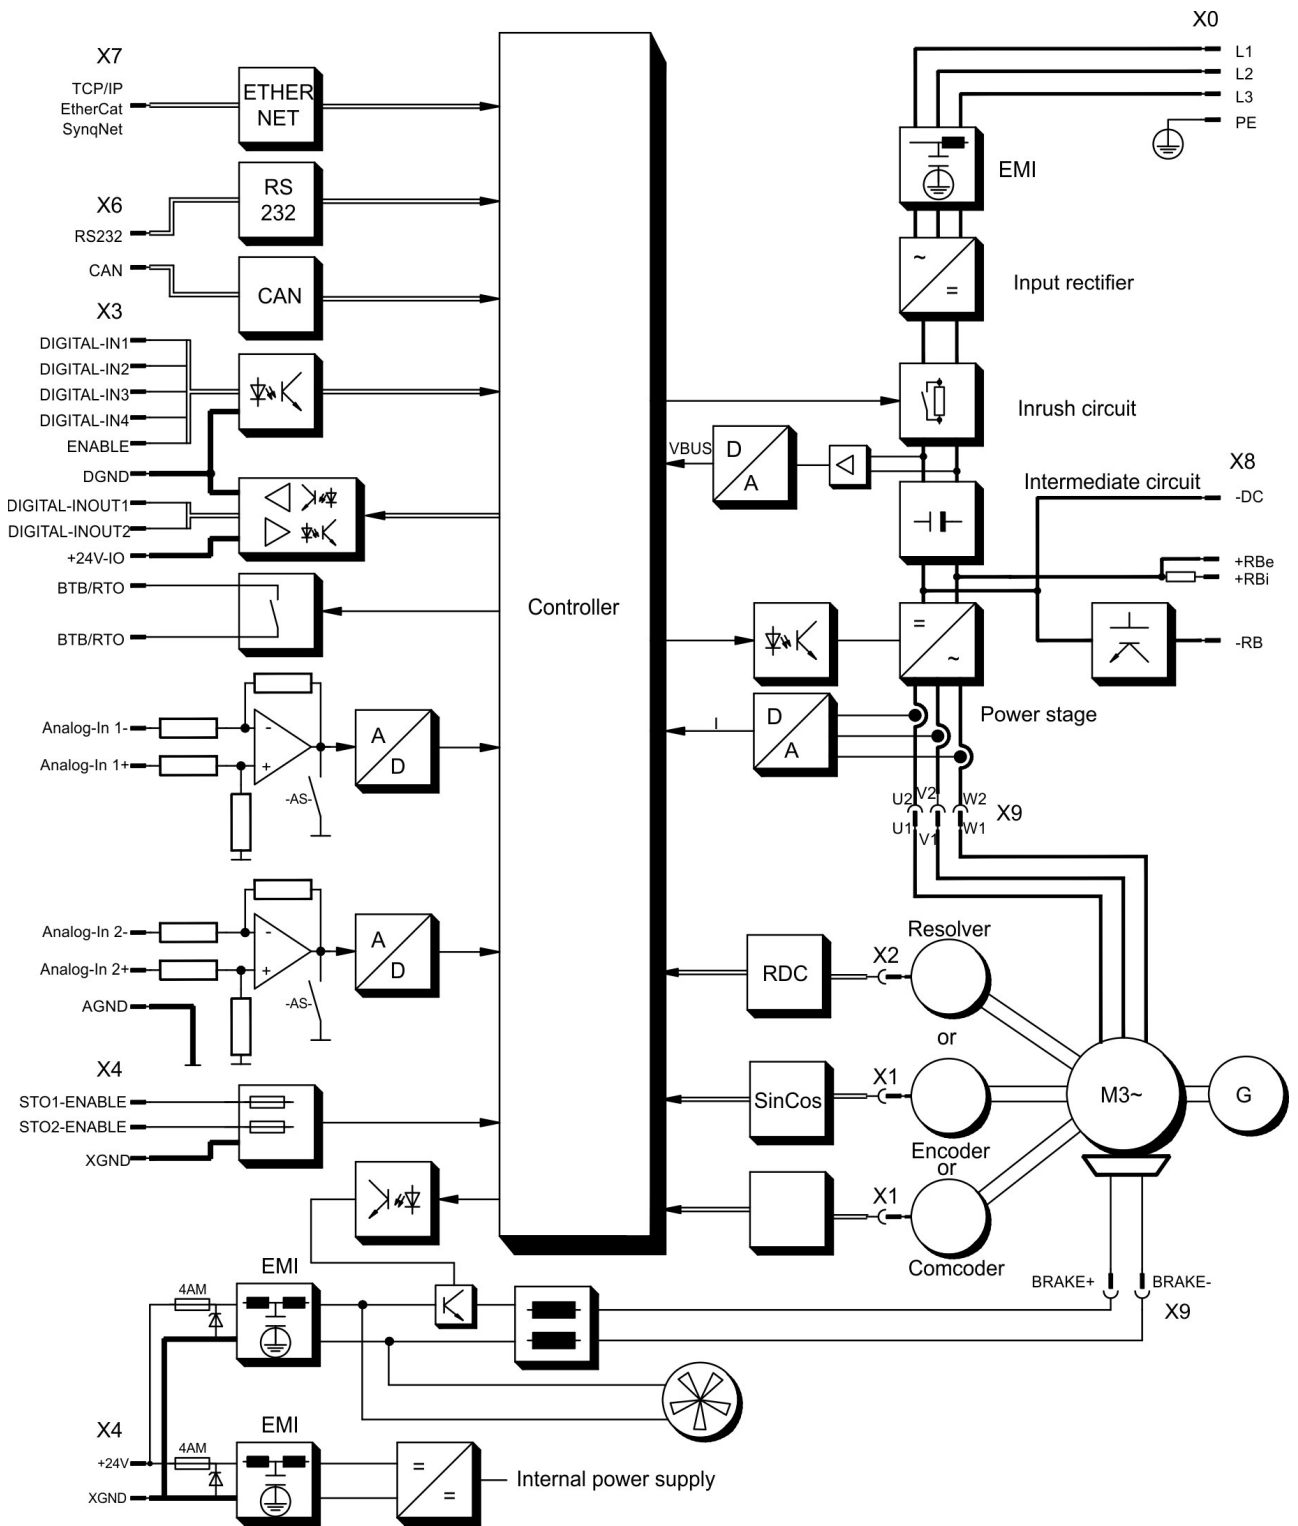 X0
L1
L2
L3
PE
X7
TCP/IP
EtherCat
SynqNet
ETHER
NET
EMI
X6
RS232
RS
232
CAN
CAN
Input rectifier
X3
DIGITAL-IN1
DIGITAL-IN2
DIGITAL-IN3
DIGITAL-IN4
ENABLE
DGND
DIGITAL-INOUT1
DIGITAL-INOUT2
+24V-IO
BTB/RTO
BTB/RTO
Inrush circuit
VBUS
D
A
X8
Intermediate circuit
-DC
+RBe
+RBi
-RB
~
=
=
~
Controller
Power stage
I
D
A
Analog-In 1-
Analog-In 1+
-
+
-AS-
A
D
U2
V2
W2
X9
U1
V1
W1
Analog-In 2-
Analog-In 2+
AGND
-
+
-AS-
A
D
Resolver
X2
RDC
or
X4
STO1-ENABLE
STO2-ENABLE
XGND
SinCos
X1
Encoder
or
M3~
G
X1
Comcoder
BRAKE+
BRAKE-
X9
EMI
4AM
EMI
X4
4AM
+24V
XGND
=
=
Internal power supply